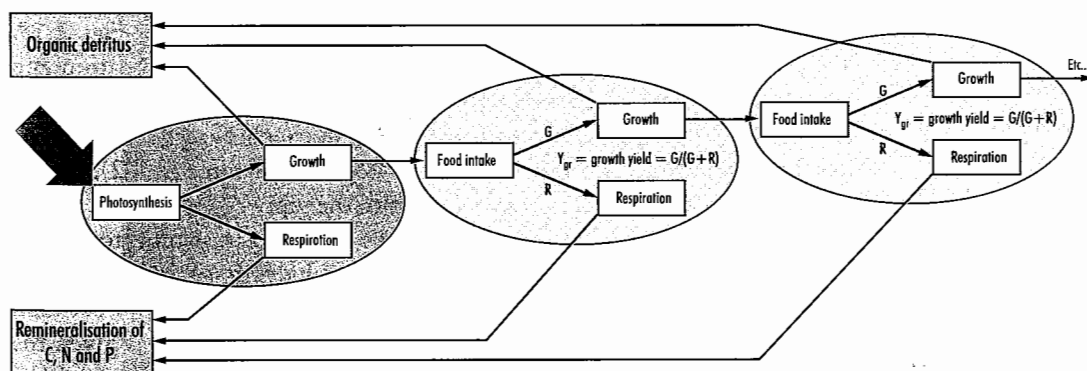 Organic detritus
Photosynthesis
Growth
Respiration
Remineralisation of
C, N and P
Food intake
G
R
Growth
Y_gr = growth yield = G/(G+R)
Respiration
Food intake
G
R
Growth
Y_gr = growth yield = G/(G+R)
Respiration
Etc...